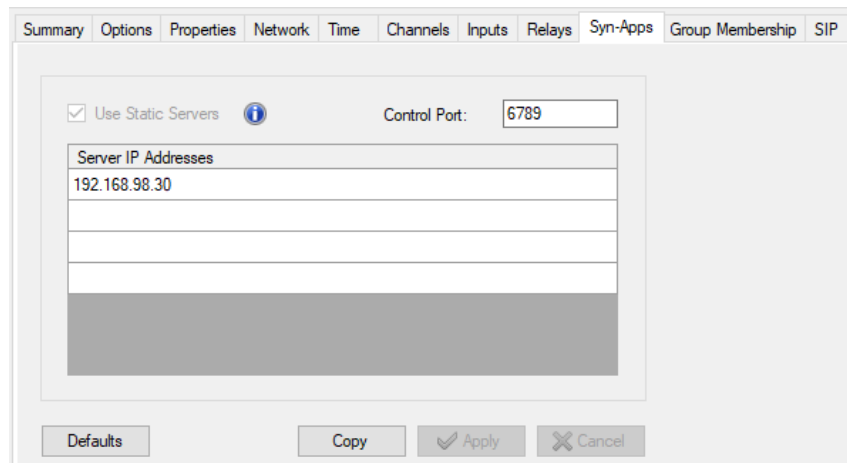 Summary Options Properties Network Time Channels Inputs Relays Syn-Apps Group Membership SIP
Use Static Servers Control Port: 6789
Server IP Addresses
192.168.98.30
Defaults Copy Apply Cancel